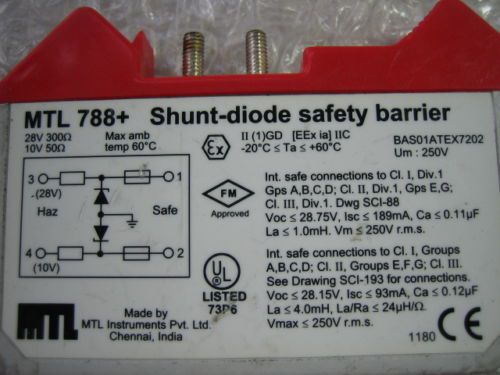 MTL 788+ Shunt-diode safety barrier
28V 300Ω Max amb
10V 50Ω temp 60°C
Ex II (1)GD [EEx ia] IIC
-20°C ≤ Ta ≤ +60°C
BAS01ATEX7202
Um : 250V
3 1
(28V)
Haz Safe
4 2
(10V)
FM
Approved
Int. safe connections to Cl. I, Div.1
Gps A,B,C,D; Cl. II, Div.1, Gps E,G;
Cl. III, Div.1. Dwg SCI-88
Voc ≤ 28.75V, Isc ≤ 189mA, Ca ≤ 0.11µF
La ≤ 1.0mH. Vm ≤ 250V r.m.s.
UL
LISTED
73P6
Int. safe connections to Cl. I, Groups
A,B,C,D; Cl. II, Groups E,F,G; Cl. III.
See Drawing SCI-193 for connections.
Voc ≤ 28.15V, Isc ≤ 93mA, Ca ≤ 0.12µF
La ≤ 4.0mH, La/Ra ≤ 24µH/Ω.
Vmax ≤ 250V r.m.s.
1180 CE
MTL
Made by
MTL Instruments Pvt. Ltd.
Chennai, India